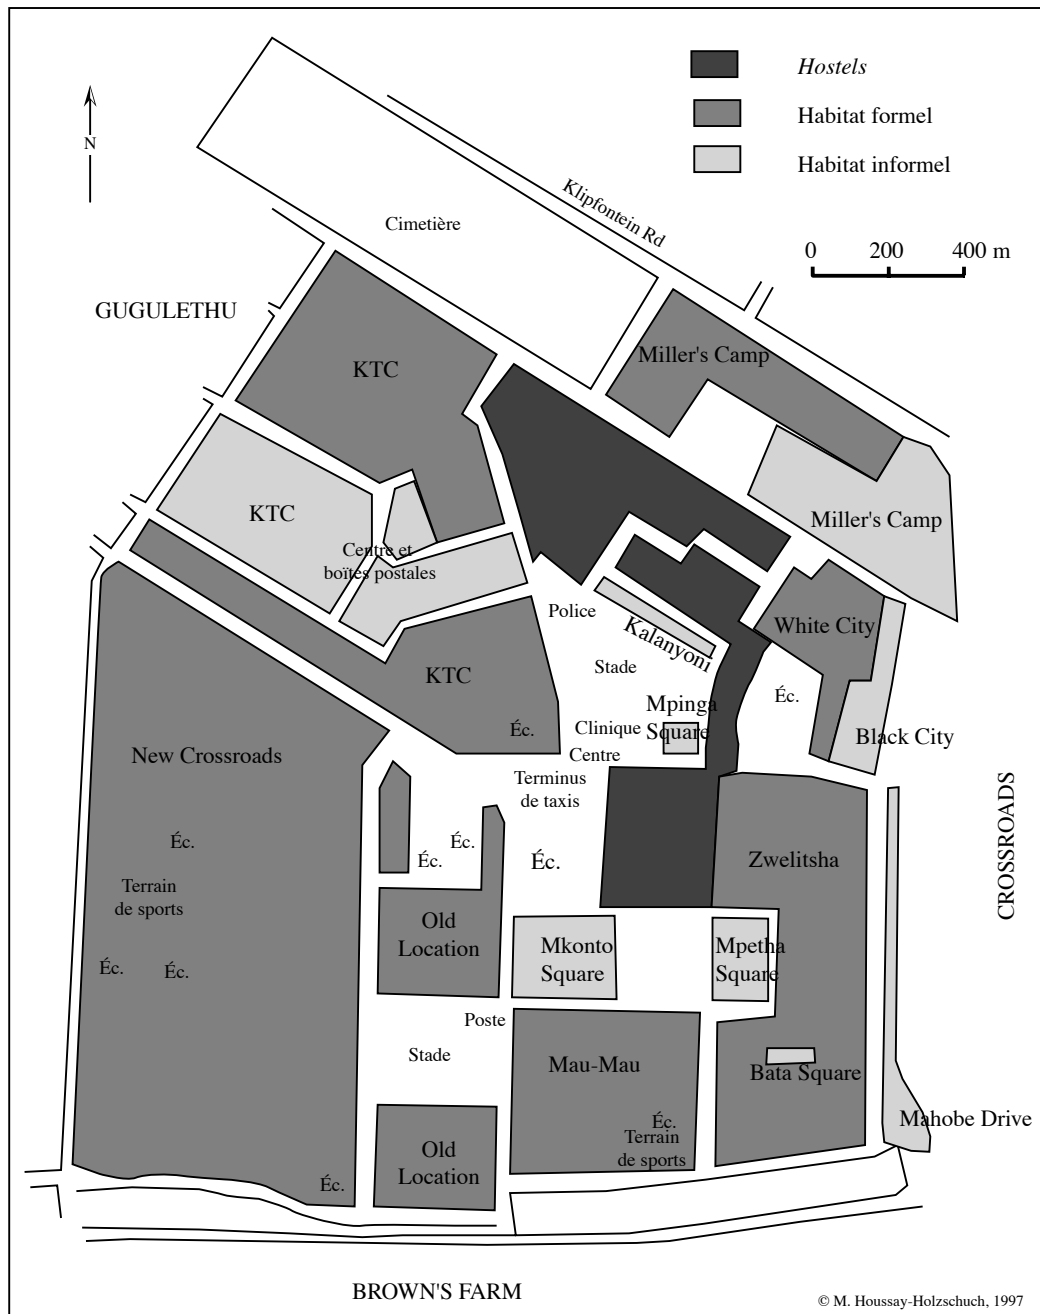 Hostels
Habitat formel
Habitat informel
N
Klipfontein Rd
Cimetière
0 200 400 m
GUGULETHU
Miller's Camp
KTC
KTC
Miller's Camp
Centre et
boïtes postales
Police
Kalanyoni
White City
Stade
KTC
Éc.
Mpinga
Square
Éc.
Clinique
Black City
New Crossroads
Centre
Terminus
de taxis
CROSSROADS
Éc.
Éc.
Éc.
Éc.
Zwelitsha
Terrain
de sports
Old
Location
Mkonto
Square
Mpetha
Square
Éc.
Éc.
Poste
Stade
Mau-Mau
Bata Square
Éc.
Mahobe Drive
Terrain
de sports
Old
Location
Éc.
BROWN'S FARM
© M. Houssay-Holzschuch, 1997